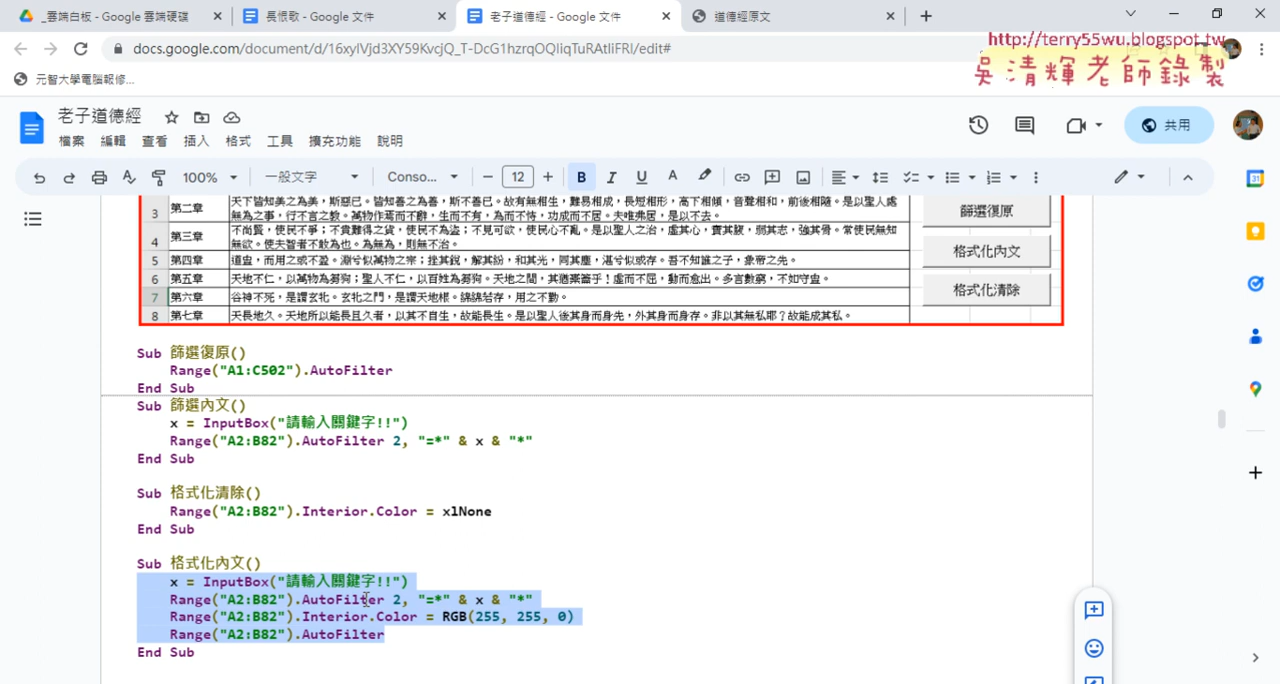 _雲端白板 - Google 雲端硬碟
長恨歌 - Google 文件
老子道德經 - Google 文件
道德經原文
docs.google.com/document/d/16xylVjd3XY59KvcjQ_T-DcG1hzrqOQIiqTuRAtliFRI/edit#
http://terry55wu.blogspot.tw
吳清輝老師錄製
元智大學電腦報修...
老子道德經
檔案 編輯 查看 插入 格式 工具 擴充功能 說明
共用
100% 一般文字 Conso... 12 B I U A
3 第二章 天下皆知美之為美,斯惡已。皆知善之為善,斯不善已。故有無相生,難易相成,長短相形,高下相傾,音聲相和,前後相隨。是以聖人處
無為之事,行不言之教。萬物作焉而不辭,生而不有,為而不恃,功成而不居。夫唯弗居,是以不去。
篩選復原
4 第三章 不尚賢,使民不爭;不貴難得之貨,使民不為盜;不見可欲,使民心不亂。是以聖人之治,虛其心,實其腹,弱其志,強其骨。常使民無知
無欲。使夫智者不敢為也。為無為,則無不治。
格式化內文
5 第四章 道盅,而用之或不盈。淵兮似萬物之宗;挫其銳,解其紛,和其光,同其塵,湛兮似或存。吾不知誰之子,象帝之先。
6 第五章 天地不仁,以萬物為芻狗;聖人不仁,以百姓為芻狗。天地之間,其猶橐籥乎!虛而不屈,動而愈出。多言數窮,不如守盅。
格式化清除
7 第六章 谷神不死,是謂玄牝。玄牝之門,是謂天地根。綿綿若存,用之不勤。
8 第七章 天長地久。天地所以能長且久者,以其不自生,故能長生。是以聖人後其身而身先,外其身而身存。非以其無私耶?故能成其私。
Sub 篩選復原()
Range("A1:C502").AutoFilter
End Sub
Sub 篩選內文()
x = InputBox("請輸入關鍵字!!")
Range("A2:B82").AutoFilter 2, "=*" & x & "*"
End Sub
Sub 格式化清除()
Range("A2:B82").Interior.Color = xlNone
End Sub
Sub 格式化內文()
x = InputBox("請輸入關鍵字!!")
Range("A2:B82").AutoFilter 2, "=*" & x & "*"
Range("A2:B82").Interior.Color = RGB(255, 255, 0)
Range("A2:B82").AutoFilter
End Sub